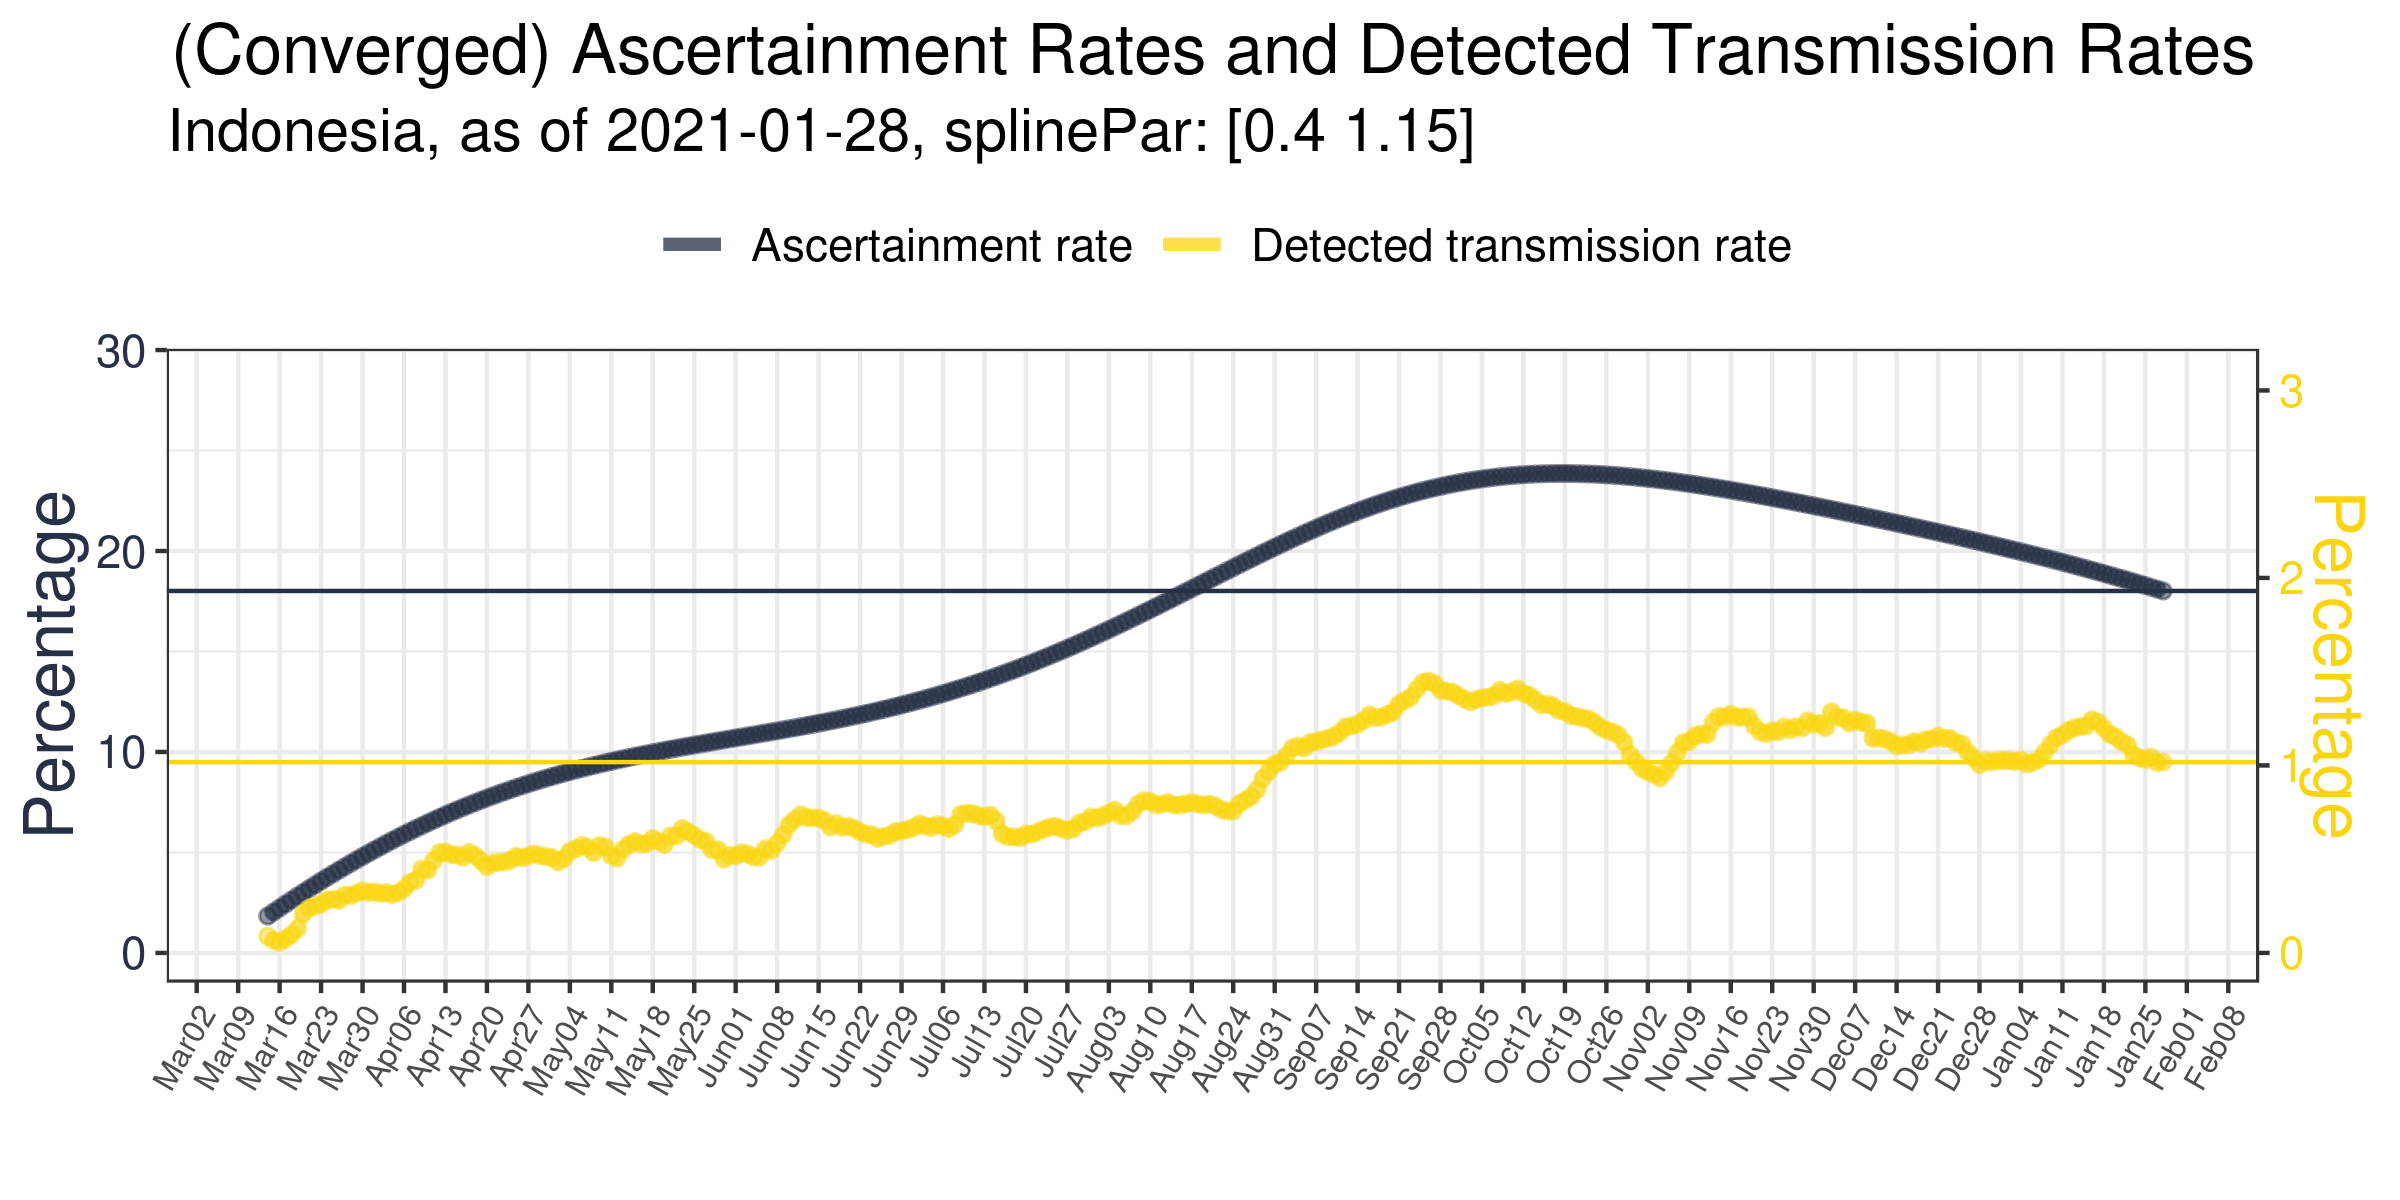 (Converged) Ascertainment Rates and Detected Transmission Rates
Indonesia, as of 2021-01-28, splinePar: [0.4 1.15]
Ascertainment rate Detected transmission rate
Percentage
30
20
10
0
3
2
1
0
Percentage
Mar02 Mar09 Mar16 Mar23 Mar30 Apr06 Apr13 Apr20 Apr27 May04 May11 May18 May25 Jun01 Jun08 Jun15 Jun22 Jun29 Jul06 Jul13 Jul20 Jul27 Aug03 Aug10 Aug17 Aug24 Aug31 Sep07 Sep14 Sep21 Sep28 Oct05 Oct12 Oct19 Oct26 Nov02 Nov09 Nov16 Nov23 Nov30 Dec07 Dec14 Dec21 Dec28 Jan04 Jan11 Jan18 Jan25 Feb01 Feb08